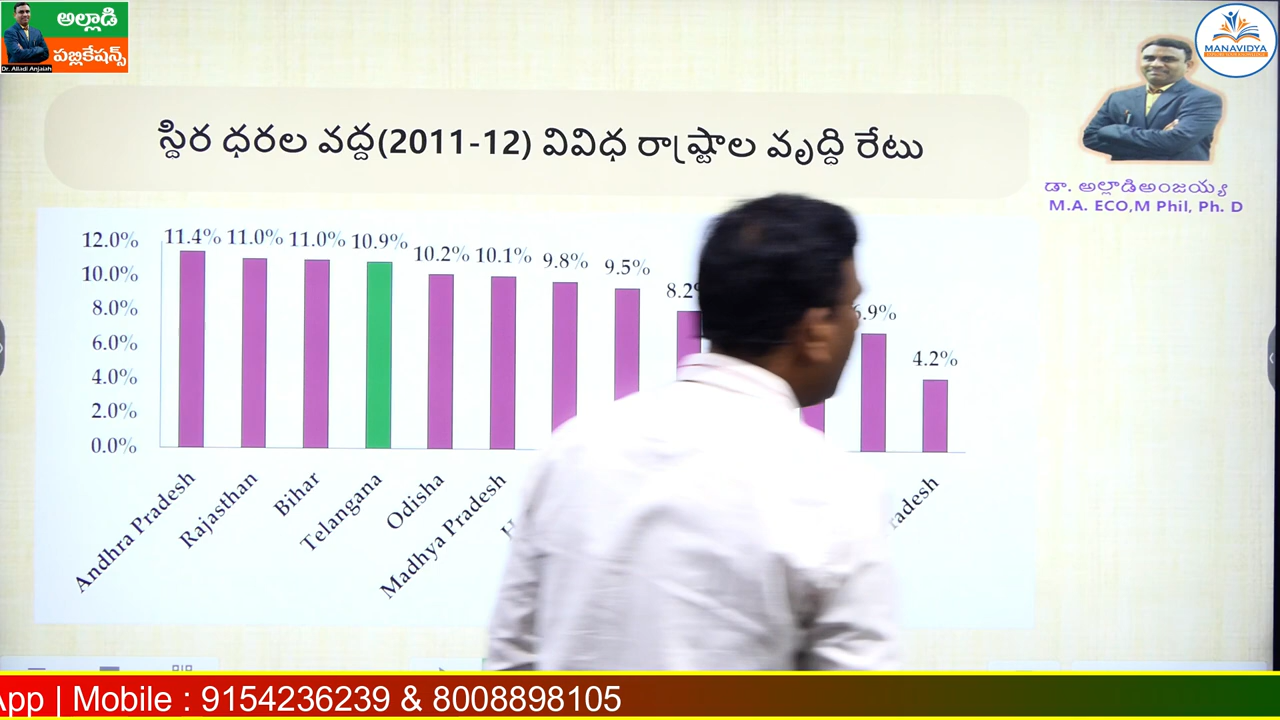 అల్లాడి
పబ్లికేషన్స్
Dr. Alladi Anjaiah
MANAVIDYA
స్థిర ధరల వద్ద(2011-12) వివిధ రాష్ట్రాల వృద్ధి రేటు
డా. అల్లాడి అంజయ్య
M.A. ECO,M Phil, Ph. D
12.0%
10.0%
8.0%
6.0%
4.0%
2.0%
0.0%
11.4% 11.0% 11.0% 10.9% 10.2% 10.1% 9.8% 9.5% 8.2 6.9% 4.2%
Andhra Pradesh
Rajasthan
Bihar
Telangana
Odisha
Madhya Pradesh
H
radesh
App | Mobile : 9154236239 & 8008898105